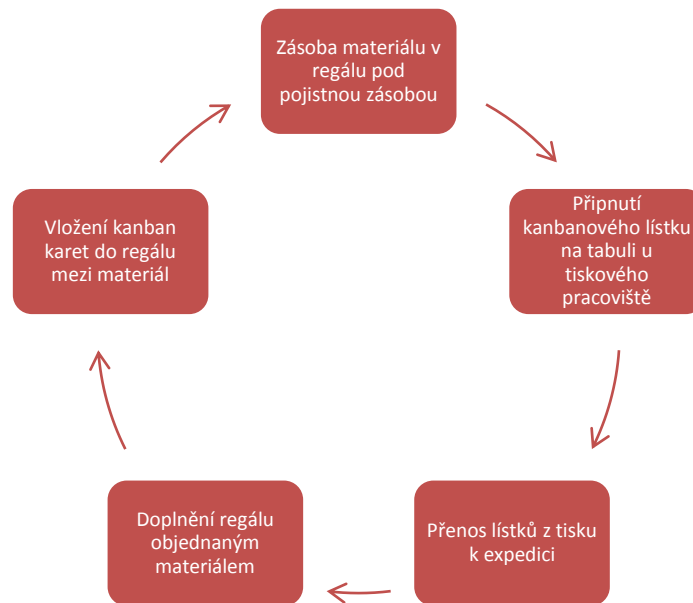 Zásoba materiálu v
regálu pod
pojistnou zásobou
Připnutí
kanbanového lístku
na tabuli u
tiskového
pracoviště
Přenos lístků z tisku
k expedici
Doplnění regálu
objednaným
materiálem
Vložení kanban
karet do regálu
mezi materiál